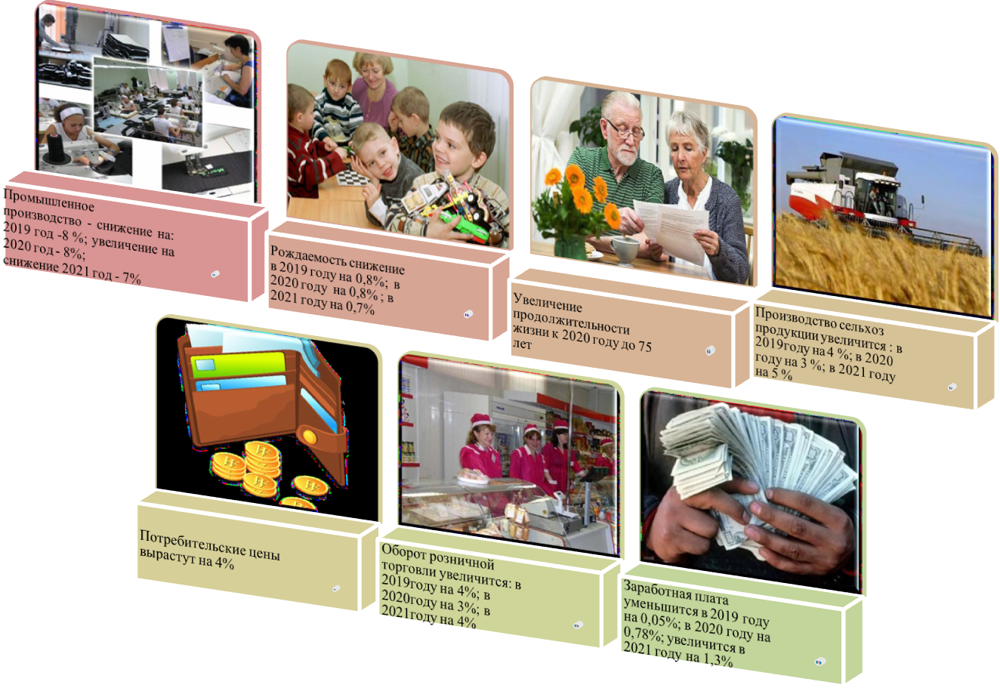 Промышленное
производство - снижение на:
2019 год -8 %; увеличение на
2020 год - 8%;
снижение 2021 год - 7%
Рождаемость снижение
в 2019 году на 0,8%; в
2020 году на 0,8% ; в
2021 году на 0,7%
Увеличение
продолжительности
жизни к 2020 году до 75
лет
Производство сельхоз
продукции увеличится : в
2019году на 4 %; в 2020
году на 3 %; в 2021 году
на 5 %
Потребительские цены
вырастут на 4%
Оборот розничной
торговли увеличится: в
2019году на 4%; в
2020году на 3%; в
2021году на 4%
Заработная плата
уменьшится в 2019 году
на 0,05%; в 2020 году на
0,78%; увеличится в
2021 году на 1,3%